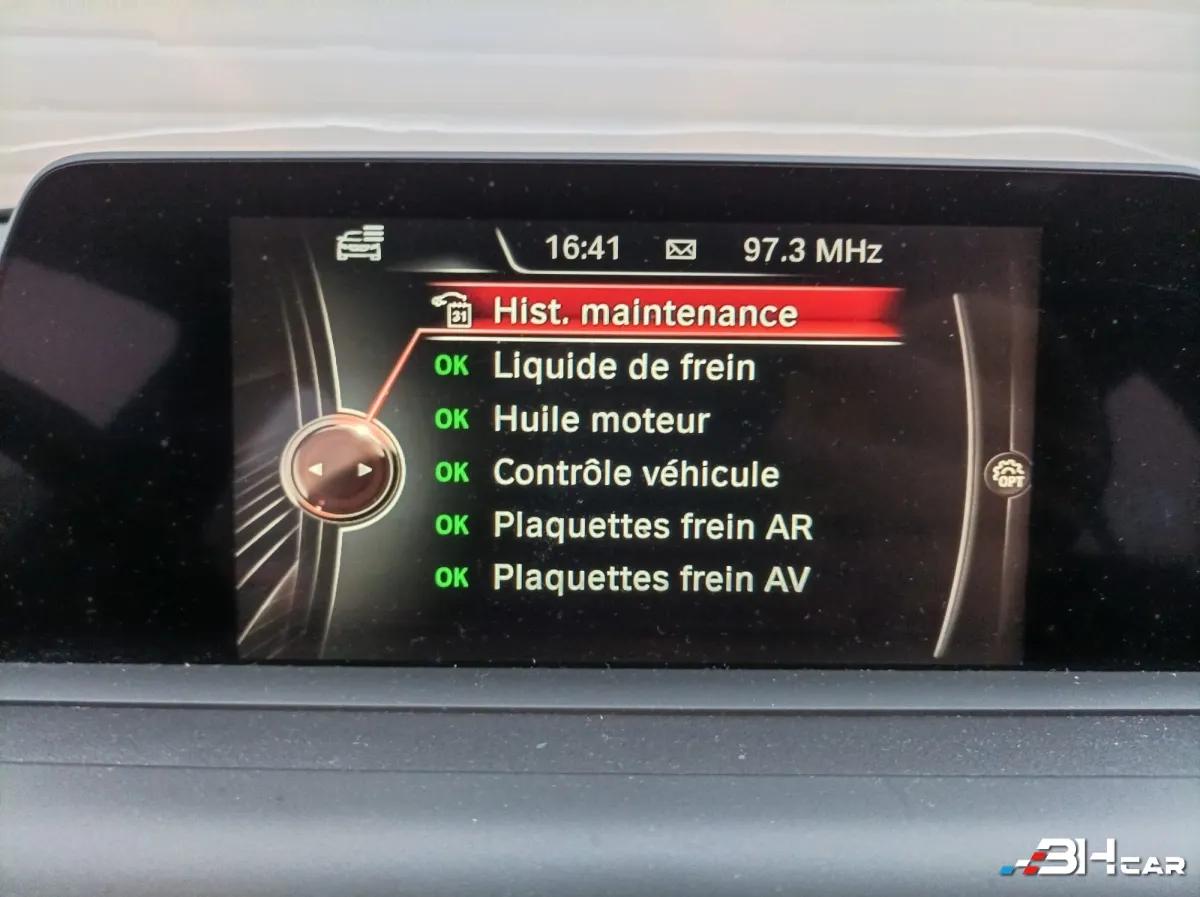 16:41 97.3 MHz
31 Hist. maintenance
OK Liquide de frein
OK Huile moteur
OK Contrôle véhicule
OK Plaquettes frein AR
OPT
OK Plaquettes frein AV
BHCAR